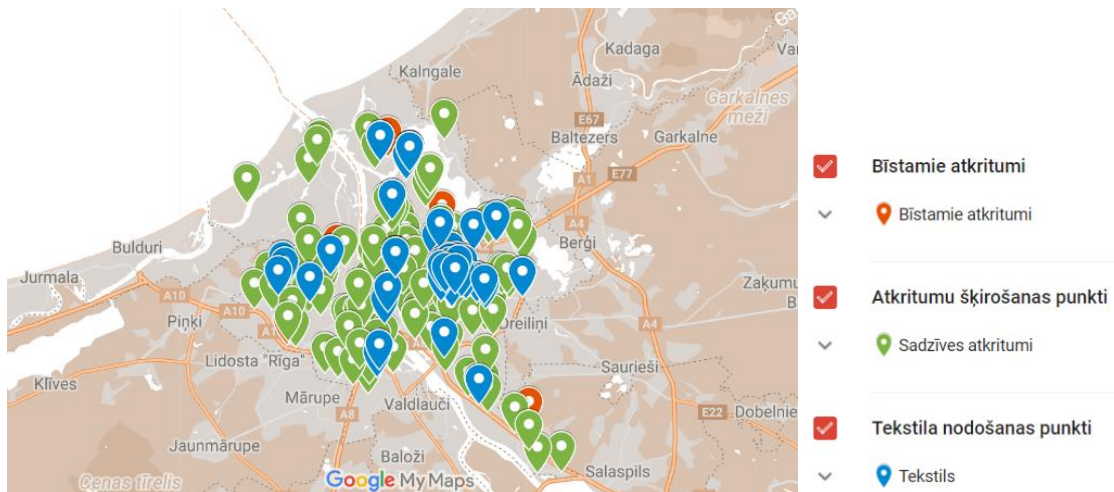 Kadaga
Kalngale
Ādaži
Garkalnes
meži
E67
Baltezers
Garkalne
A1
E77
A4
Bulduri
Berģi
Jurmala
A10
A10
Piņķi
Dreiliņi
A4
Lidosta "Rīga"
Saurieši
Klīves
Mārupe
Valdlauči
A8
E22
Dobelnie
Jaunmārupe
Baloži
Salaspils
Cenas tīrelis
Google My Maps
Bīstamie atkritumi
Bīstamie atkritumi
Atkritumu šķirošanas punkti
Sadzīves atkritumi
Tekstila nodošanas punkti
Tekstils